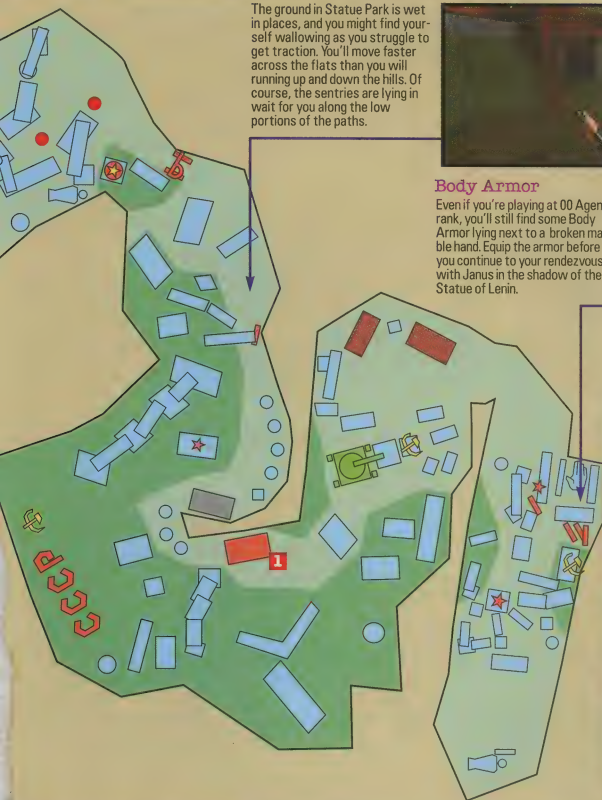 The ground in Statue Park is wet
in places, and you might find your-
self wallowing as you struggle to
get traction. You'll move faster
across the flats than you will
running up and down the hills. Of
course, the sentries are lying in
wait for you along the low
portions of the paths.
Body Armor
Even if you're playing at 00 Agen
rank, you'll still find some Body
Armor lying next to a broken ma
ble hand. Equip the armor before
you continue to your rendezvous
with Janus in the shadow of the
Statue of Lenin.
1
СССР